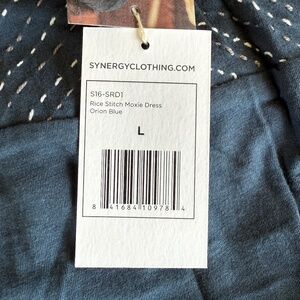 SYNERGYCLOTHING.COM
S16-SRD1
Rice Stitch Moxie Dress
Orion Blue
L
8 41684 10978 4